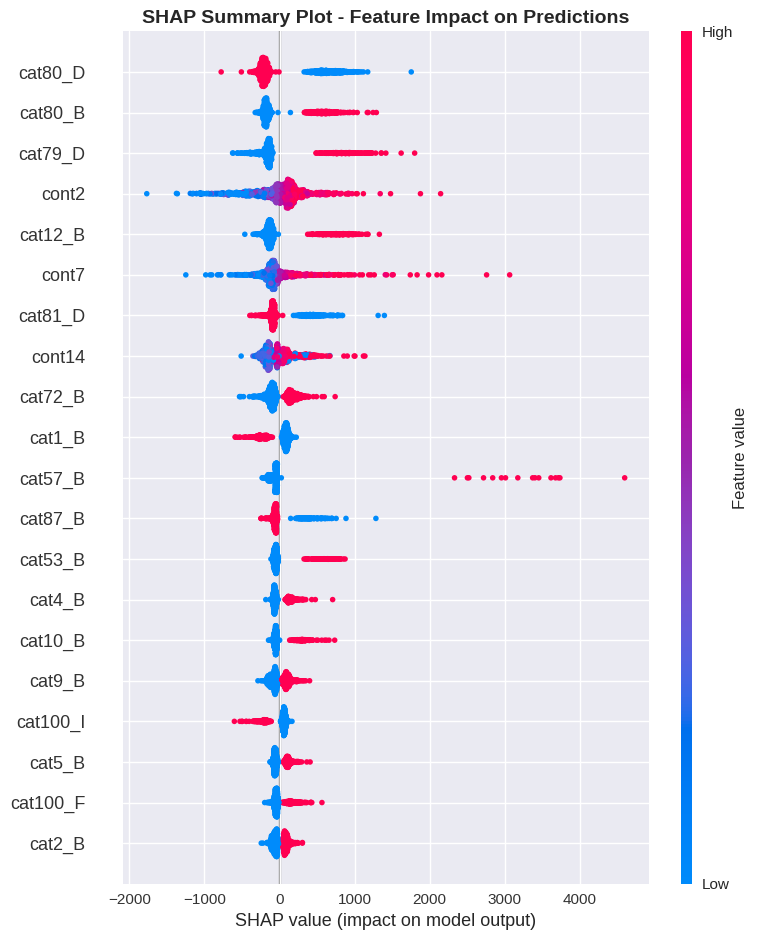 SHAP Summary Plot - Feature Impact on Predictions
High
cat80_D
cat80_B
cat79_D
cont2
cat12_B
cont7
cat81_D
cont14
cat72_B
cat1_B
cat57_B
cat87_B
cat53_B
cat4_B
cat10_B
cat9_B
cat100_I
cat5_B
cat100_F
cat2_B
Feature value
Low
−2000 −1000 0 1000 2000 3000 4000
SHAP value (impact on model output)